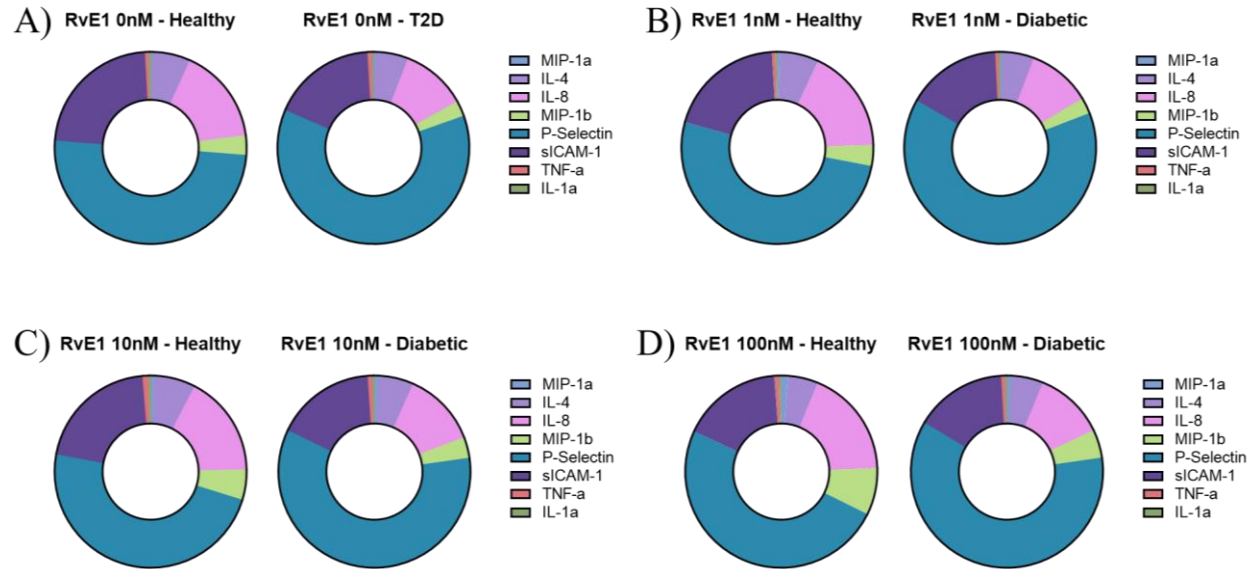 A) RvE1 0nM - Healthy RvE1 0nM - T2D
MIP-1a
IL-4
IL-8
MIP-1b
P-Selectin
sICAM-1
TNF-a
IL-1a
B) RvE1 1nM - Healthy RvE1 1nM - Diabetic
MIP-1a
IL-4
IL-8
MIP-1b
P-Selectin
sICAM-1
TNF-a
IL-1a
C) RvE1 10nM - Healthy RvE1 10nM - Diabetic
MIP-1a
IL-4
IL-8
MIP-1b
P-Selectin
sICAM-1
TNF-a
IL-1a
D) RvE1 100nM - Healthy RvE1 100nM - Diabetic
MIP-1a
IL-4
IL-8
MIP-1b
P-Selectin
sICAM-1
TNF-a
IL-1a